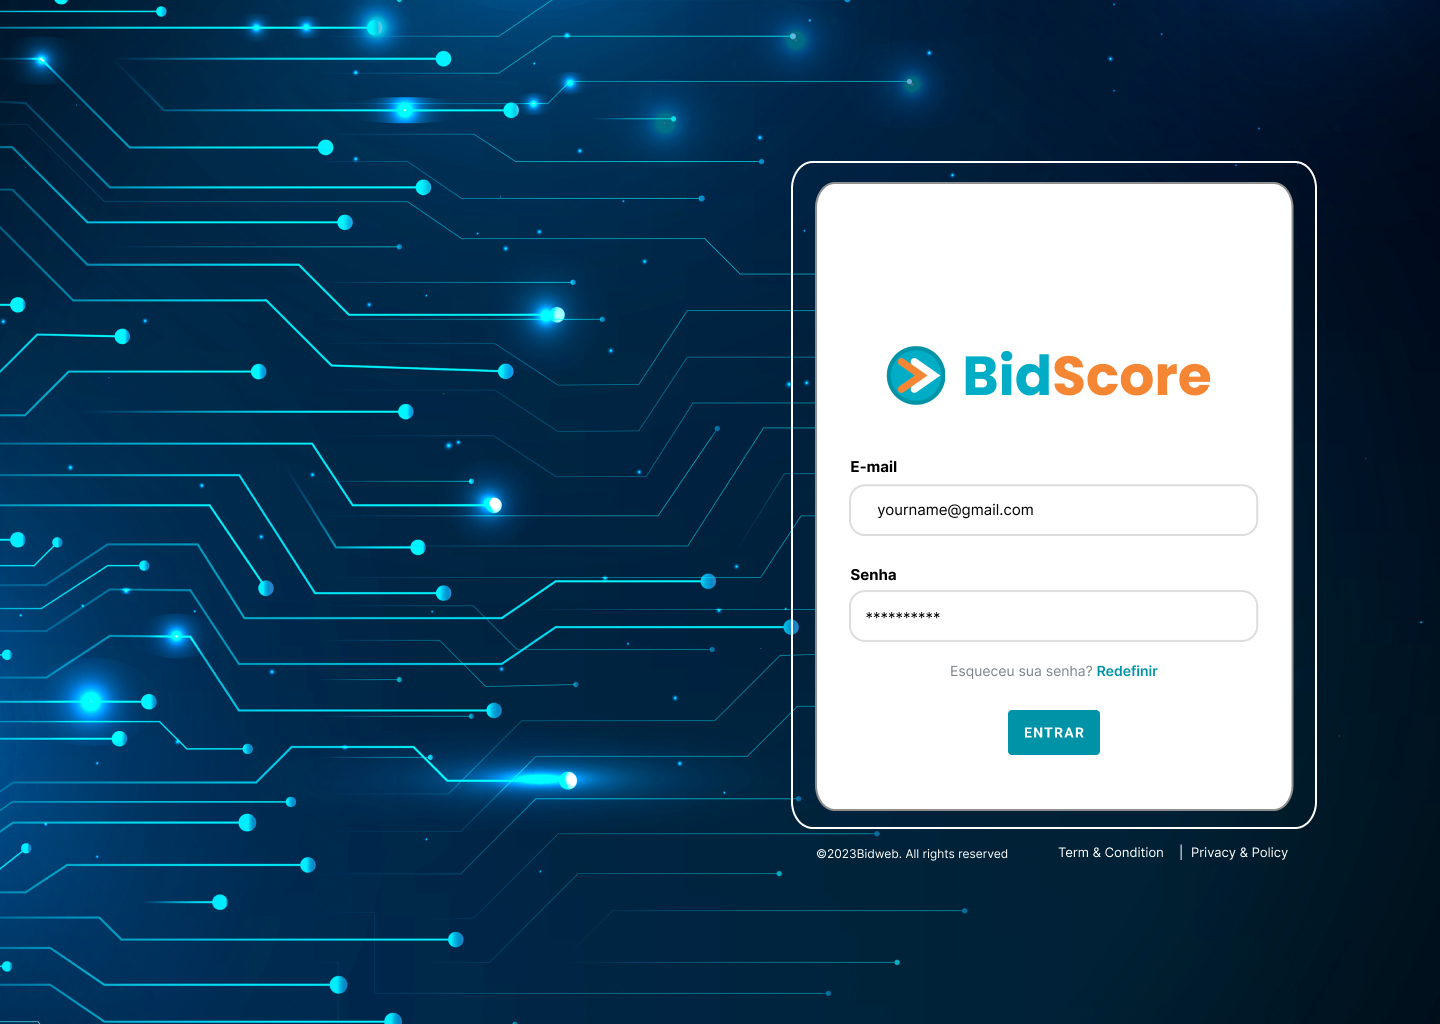 BidScore
E-mail
yourname@gmail.com
Senha
**********
Esqueceu sua senha? Redefinir
ENTRAR
©2023Bidweb. All rights reserved
Term & Condition | Privacy & Policy